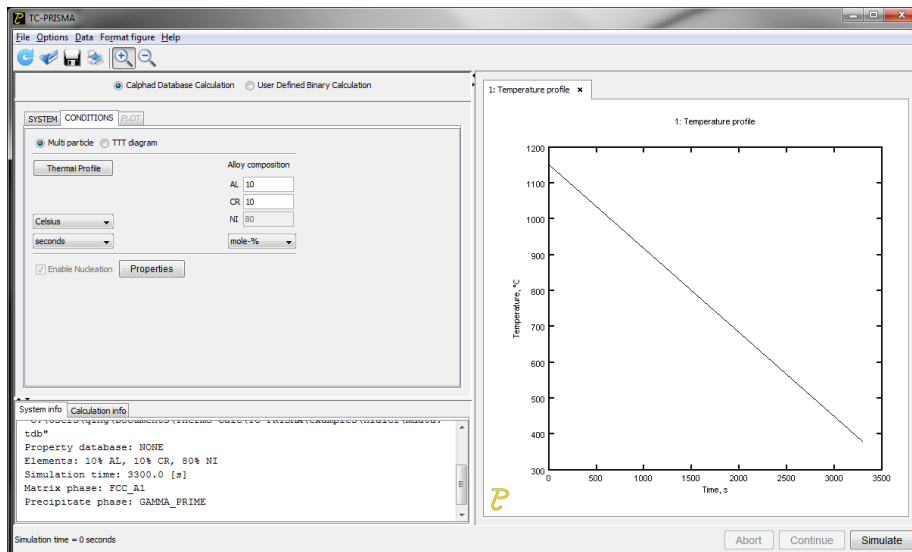 TC-PRISMA
File Options Data Format figure Help
Calphad Database Calculation User Defined Binary Calculation
SYSTEM CONDITIONS PLOT
Multi particle TTT diagram
Thermal Profile Alloy composition
AL 10
CR 10
Celsius NI 80
seconds mole-%
Enable Nucleation Properties
System info Calculation info
tdb"
Property database: NONE
Elements: 10% AL, 10% CR, 80% NI
Simulation time: 3300.0 [s]
Matrix phase: FCC_A1
Precipitate phase: GAMMA_PRIME
Simulation time = 0 seconds
1: Temperature profile
1: Temperature profile
1200
1100
1000
900
800
700
600
500
400
300
Temperature, °C
0 500 1000 1500 2000 2500 3000 3500
Time, s
Abort Continue Simulate